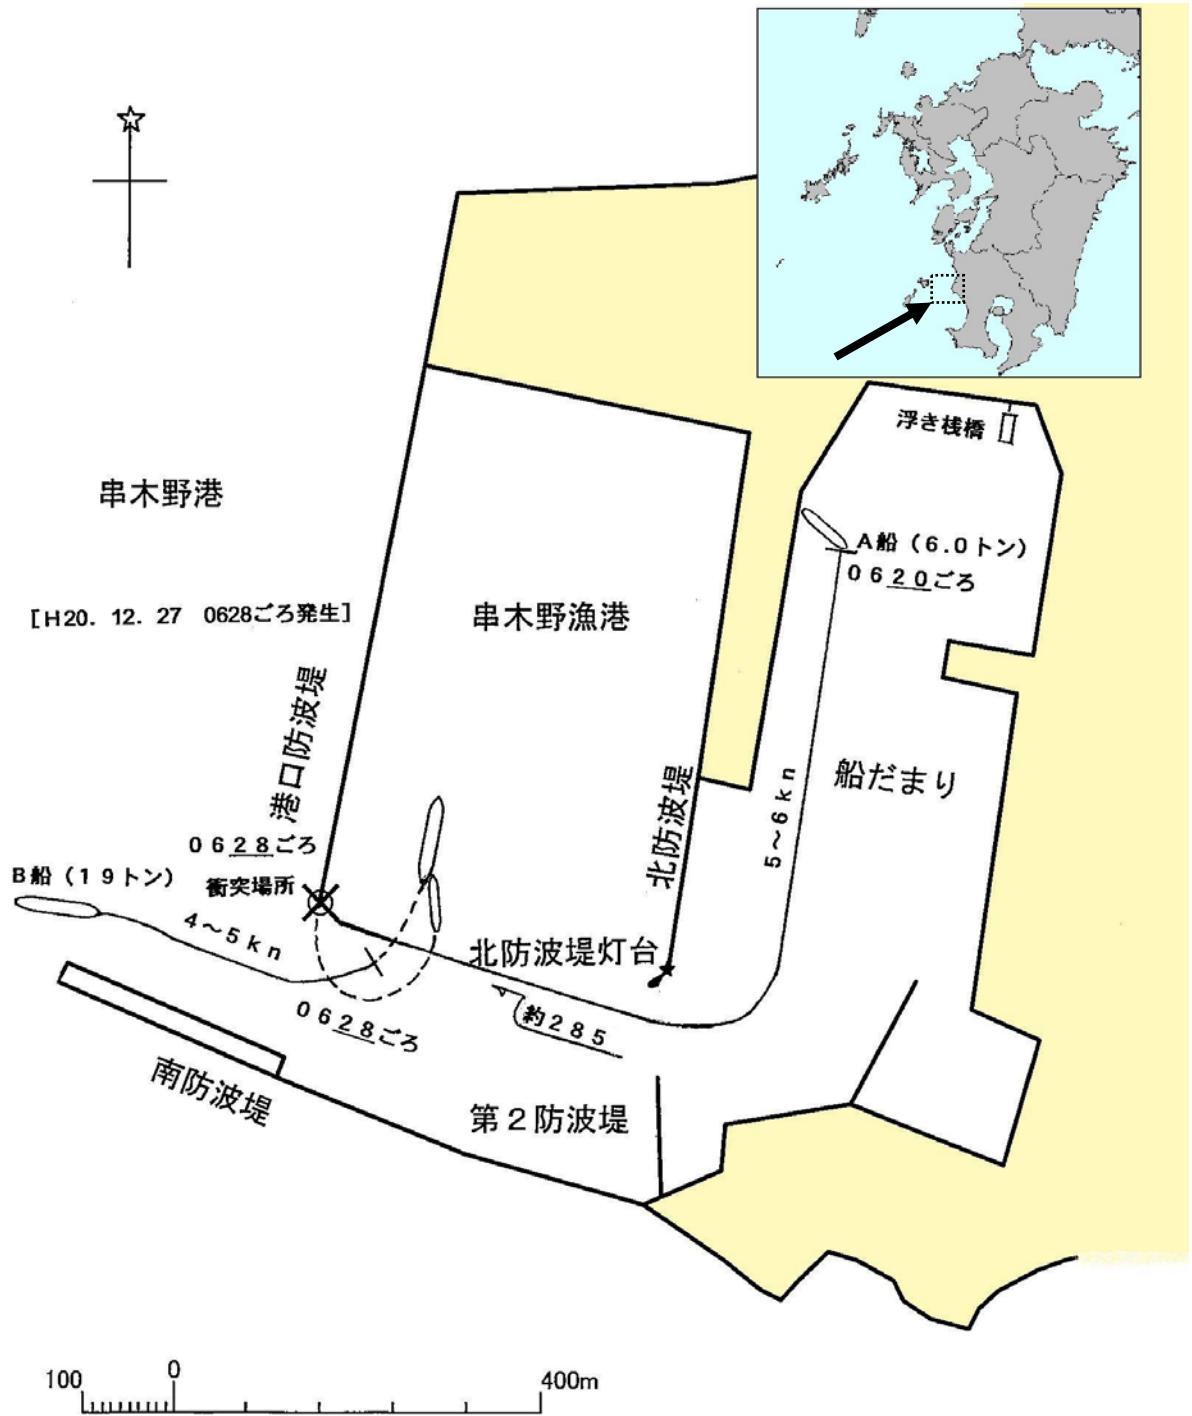 浮き桟橋
串木野港
A船（6.0トン）
0620ごろ
[H20. 12. 27　0628ごろ発生]
串木野漁港
港口防波堤
北防波堤
5～6kn
船だまり
0628ごろ
B船（19トン）
衝突場所
4～5kn
北防波堤灯台
0628ごろ
約285
南防波堤
第2防波堤
100 0 400m